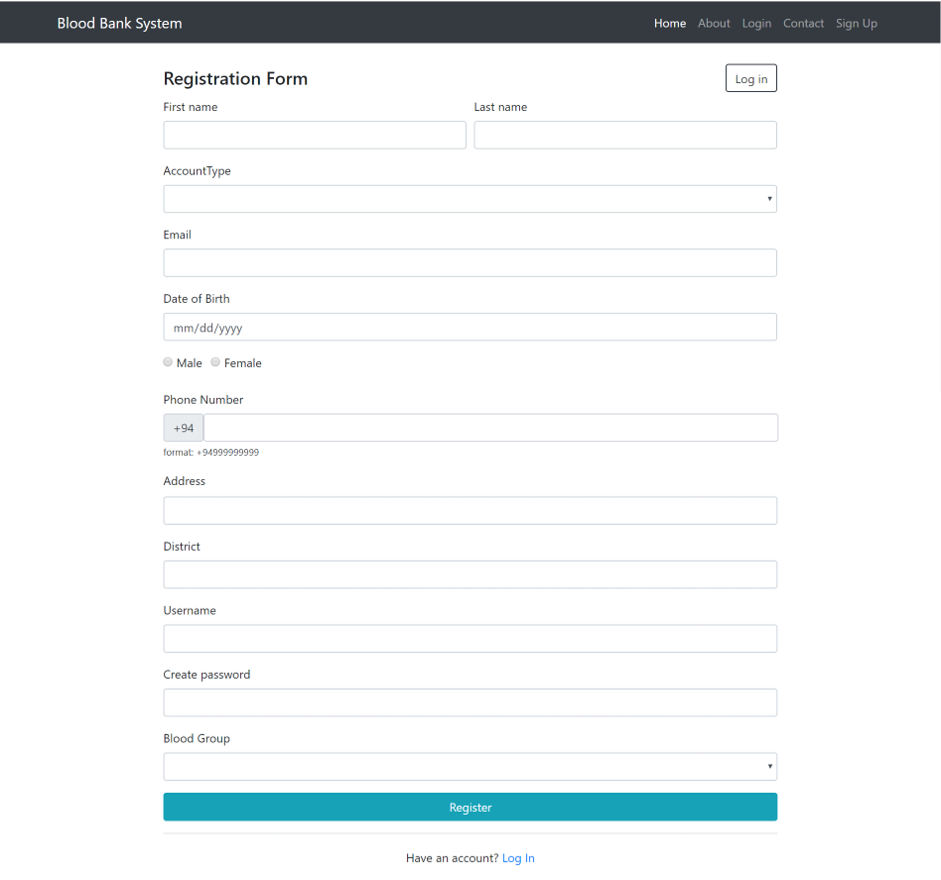 Blood Bank System
Home About Login Contact Sign Up
Registration Form
Log in
First name Last name
AccountType
Email
Date of Birth
mm/dd/yyyy
Male Female
Phone Number
+94
format: +94999999999
Address
District
Username
Create password
Blood Group
Register
Have an account? Log In